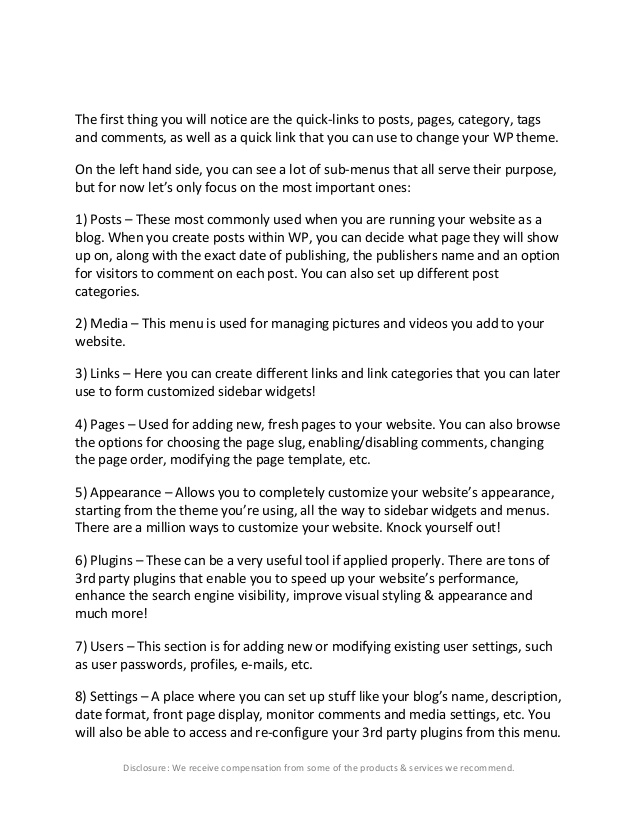 The first thing you will notice are the quick-links to posts, pages, category, tags
and comments, as well as a quick link that you can use to change your WP theme.
On the left hand side, you can see a lot of sub-menus that all serve their purpose,
but for now let’s only focus on the most important ones:
1) Posts – These most commonly used when you are running your website as a
blog. When you create posts within WP, you can decide what page they will show
up on, along with the exact date of publishing, the publishers name and an option
for visitors to comment on each post. You can also set up different post
categories.
2) Media – This menu is used for managing pictures and videos you add to your
website.
3) Links – Here you can create different links and link categories that you can later
use to form customized sidebar widgets!
4) Pages – Used for adding new, fresh pages to your website. You can also browse
the options for choosing the page slug, enabling/disabling comments, changing
the page order, modifying the page template, etc.
5) Appearance – Allows you to completely customize your website’s appearance,
starting from the theme you’re using, all the way to sidebar widgets and menus.
There are a million ways to customize your website. Knock yourself out!
6) Plugins – These can be a very useful tool if applied properly. There are tons of
3rd party plugins that enable you to speed up your website’s performance,
enhance the search engine visibility, improve visual styling & appearance and
much more!
7) Users – This section is for adding new or modifying existing user settings, such
as user passwords, profiles, e-mails, etc.
8) Settings – A place where you can set up stuff like your blog’s name, description,
date format, front page display, monitor comments and media settings, etc. You
will also be able to access and re-configure your 3rd party plugins from this menu.
Disclosure: We receive compensation from some of the products & services we recommend.